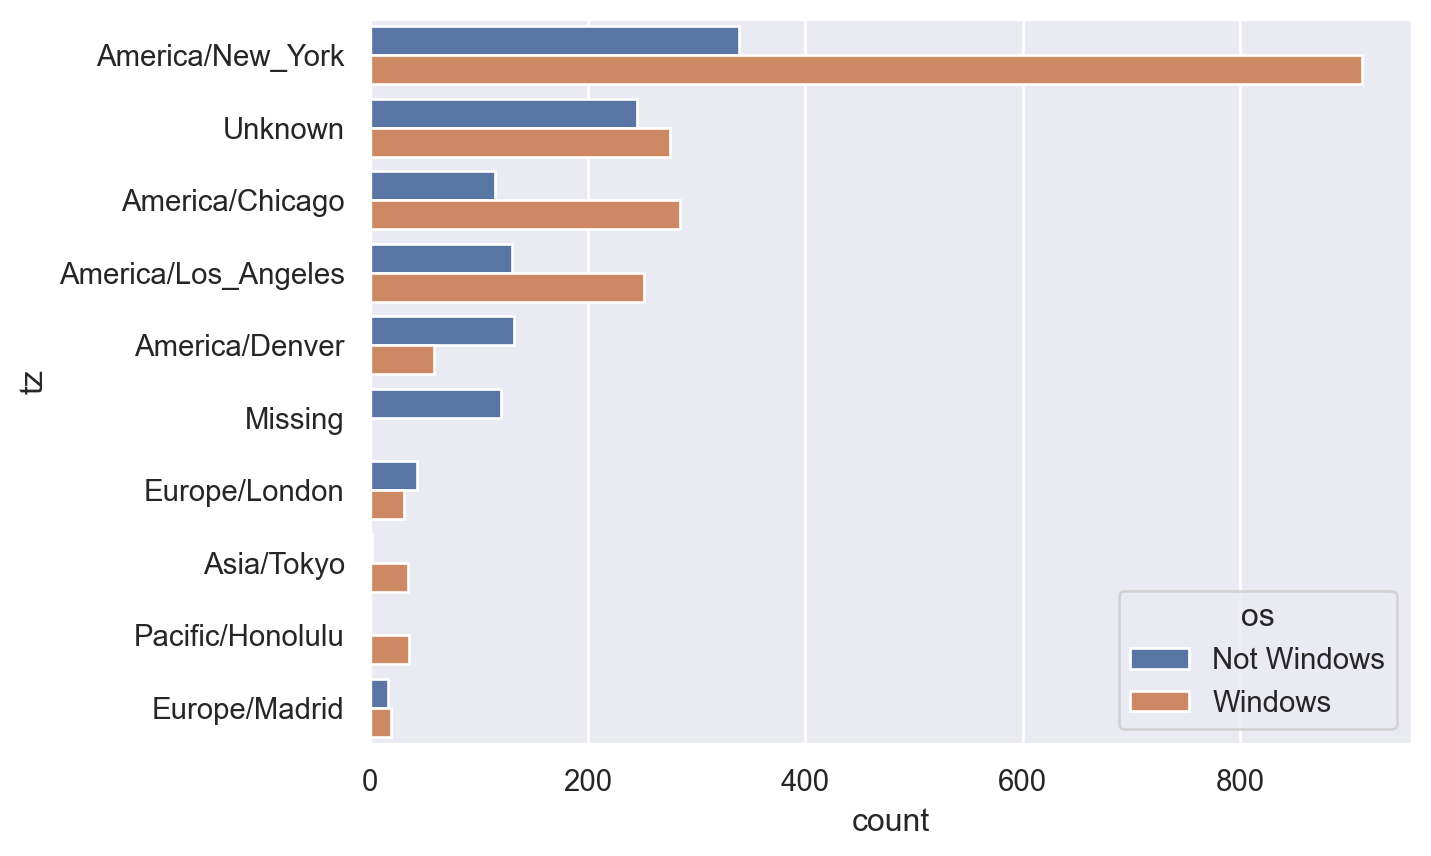 America/New_York
Unknown
America/Chicago
America/Los_Angeles
America/Denver
Missing
Europe/London
Asia/Tokyo
Pacific/Honolulu
Europe/Madrid
tz
0 200 400 600 800
count
os
Not Windows
Windows